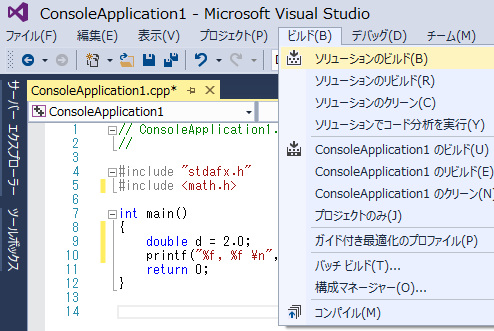 ConsoleApplication1 - Microsoft Visual Studio
ファイル(F) 編集(E) 表示(V) プロジェクト(P) ビルド(B) デバッグ(D) チーム(M)
ソリューションのビルド(B)
ソリューションのリビルド(R)
ソリューションのクリーン(C)
ソリューションでコード分析を実行(Y)
ConsoleApplication1 のビルド(U)
ConsoleApplication1 のリビルド(E)
ConsoleApplication1 のクリーン(N)
プロジェクトのみ(J)
ガイド付き最適化のプロファイル(P)
バッチ ビルド(T)...
構成マネージャー(O)...
コンパイル(M)
サーバー エクスプローラー
ツールボックス
ConsoleApplication1.cpp*
ConsoleApplication1
1 // ConsoleApplication1.
2 //
3
4 #include "stdafx.h"
5 #include <math.h>
6
7 int main()
8 {
9 double d = 2.0;
10 printf("%f, %f ¥n",
11 return 0;
12 }
13
14